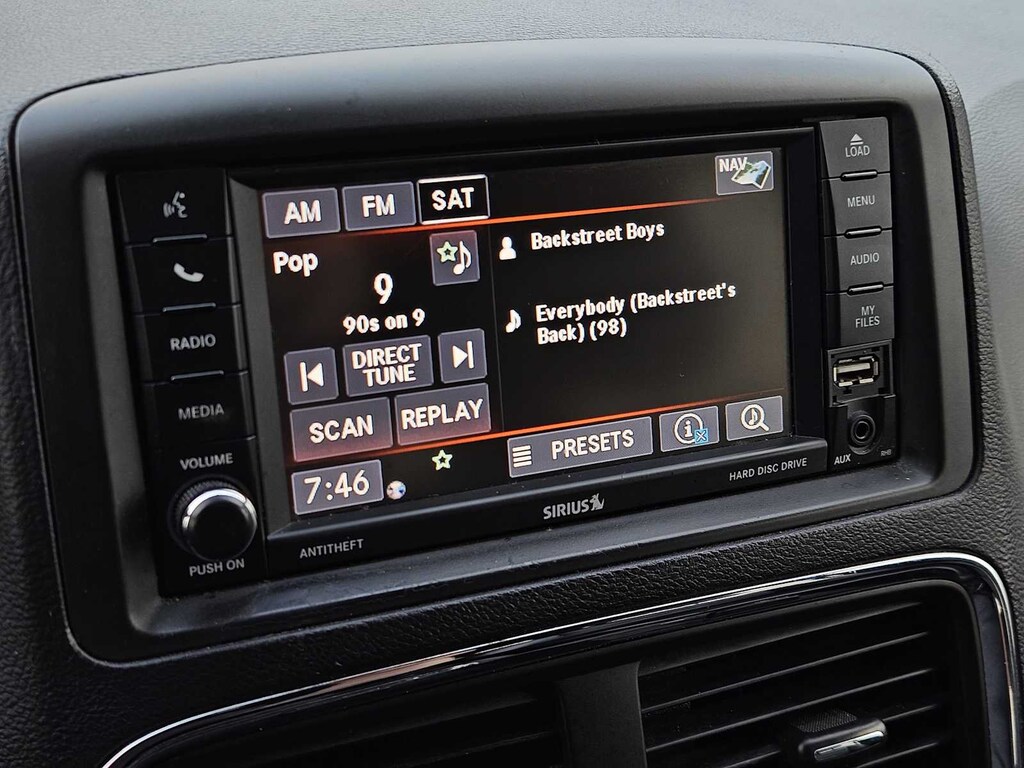 AM FM SAT NAV
Pop
9
90s on 9
DIRECT
TUNE
SCAN REPLAY
7:46
Backstreet Boys
Everybody (Backstreet's
Back) (98)
PRESETS
RADIO
MEDIA
VOLUME
PUSH ON
ANTITHEFT
SIRIUS
HARD DISC DRIVE
LOAD
MENU
AUDIO
MY
FILES
AUX
RHB